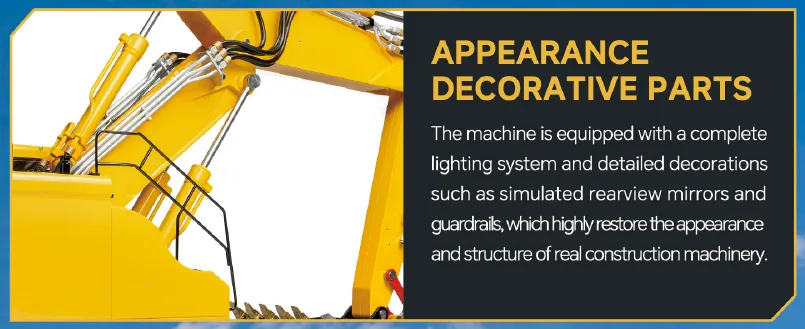 APPEARANCE
DECORATIVE PARTS
The machine is equipped with a complete
lighting system and detailed decorations
such as simulated rearview mirrors and
guardrails, which highly restore the appearance
and structure of real construction machinery.